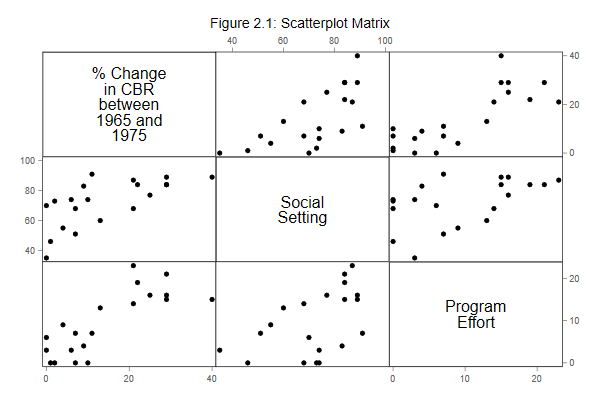 Figure 2.1: Scatterplot Matrix
40 60 80 100
% Change
in CBR
between
1965 and
1975
40
20
0
100
80
60
40
Social
Setting
Program
Effort
20
10
0
0 20 40
0 10 20